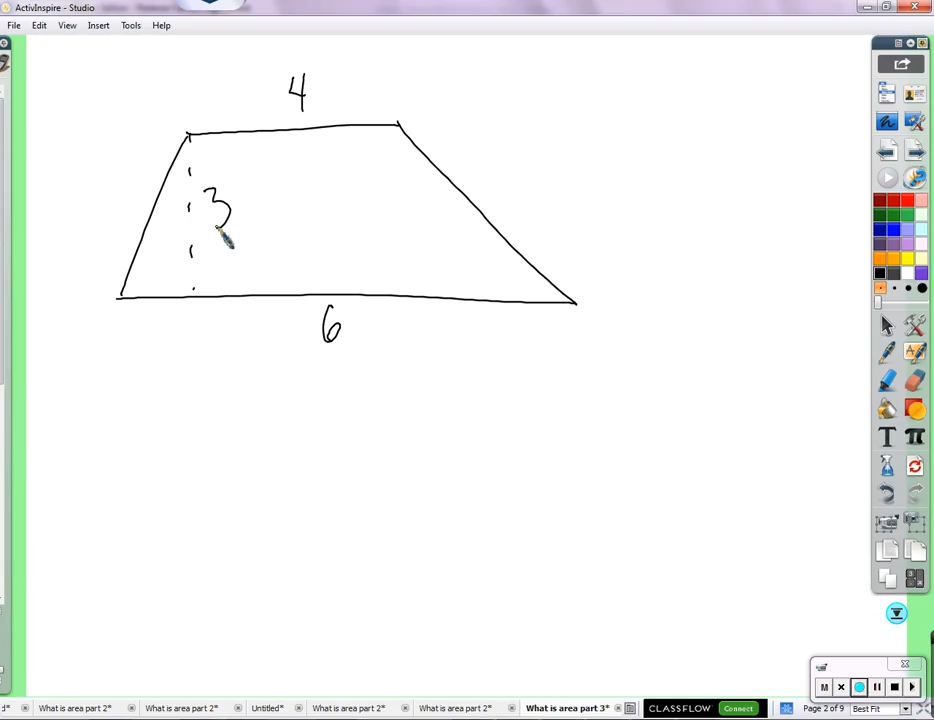 ActivInspire - Studio
File Edit View Insert Tools Help
4
3
6
d* What is area part 2* What is area part 2* Untitled* What is area part 2* What is area part 2* What is area part 3* CLASSFLOW Connect Page 2 of 9 Best Fit
M
T